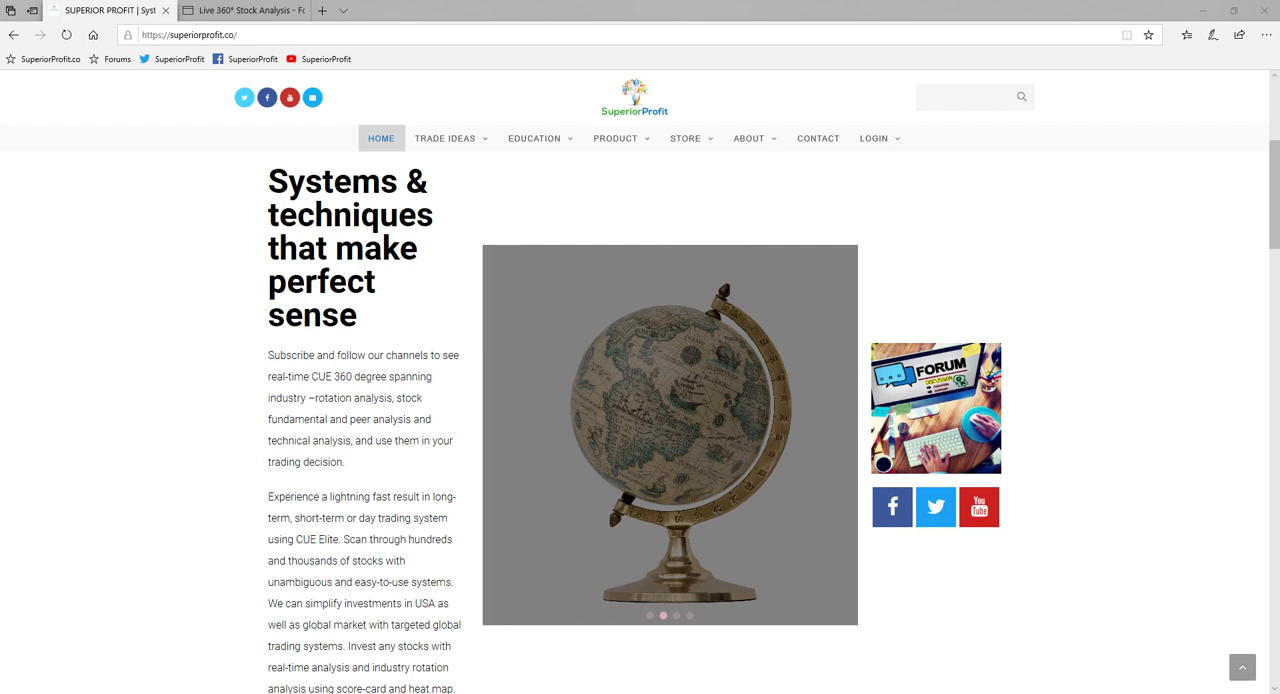 SUPERIOR PROFIT | Syst
Live 360° Stock Analysis - Fo
https://superiorprofit.co/
SuperiorProfit.co
Forums
SuperiorProfit
SuperiorProfit
SuperiorProfit
SuperiorProfit
HOME
TRADE IDEAS
EDUCATION
PRODUCT
STORE
ABOUT
CONTACT
LOGIN
Systems &
techniques
that make
perfect
sense
Subscribe and follow our channels to see
real-time CUE 360 degree spanning
industry –rotation analysis, stock
fundamental and peer analysis and
technical analysis, and use them in your
trading decision.
Experience a lightning fast result in long-
term, short-term or day trading system
using CUE Elite. Scan through hundreds
and thousands of stocks with
unambiguous and easy-to-use systems.
We can simplify investments in USA as
well as global market with targeted global
trading systems. Invest any stocks with
real-time analysis and industry rotation
analysis using score-card and heat map.
FORUM
DISCUSSION
You
Tube